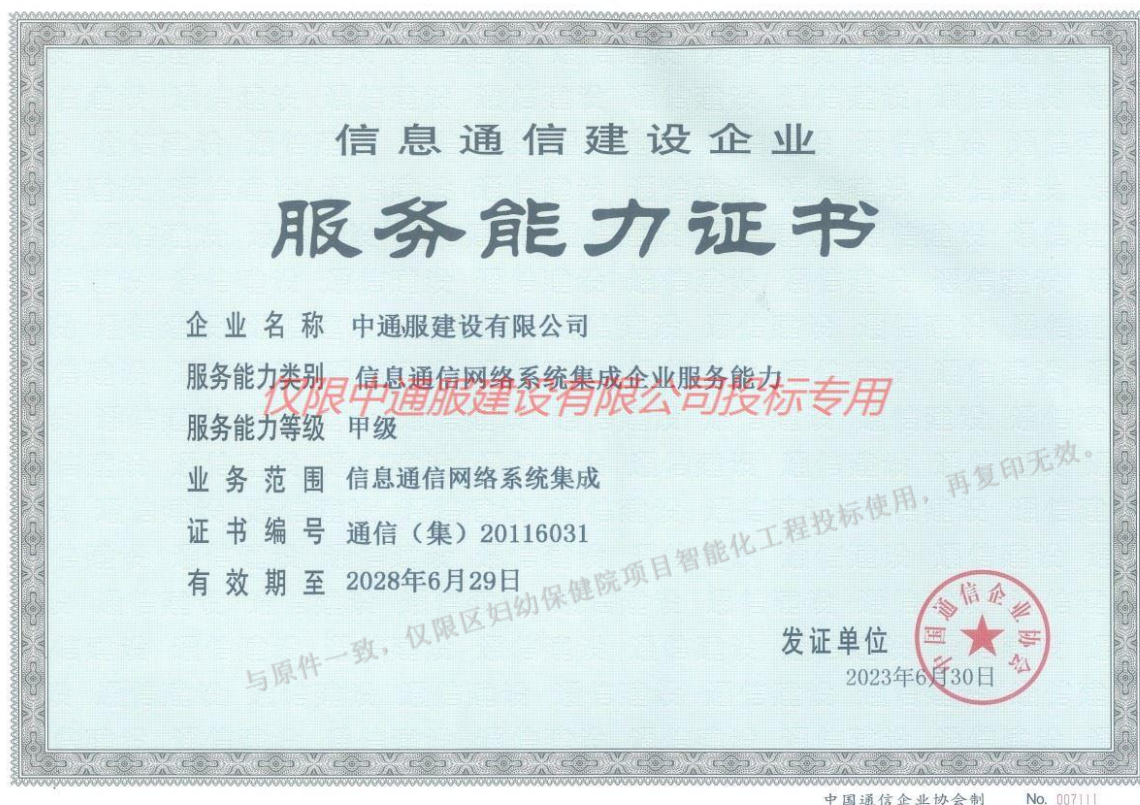 信息通信建设企业
服务能力证书
企业名称 中通服建设有限公司
服务能力类别 信息通信网络系统集成企业服务能力
仅限中通服建设有限公司投标专用
服务能力等级 甲级
业务范围 信息通信网络系统集成
证书编号 通信（集）20116031
有效期至 2028年6月29日
与原件一致，仅限区妇幼保健院项目智能化工程投标使用，再复印无效。
发证单位
中国通信企业协会
2023年6月30日
中国通信企业协会制 No. 007111